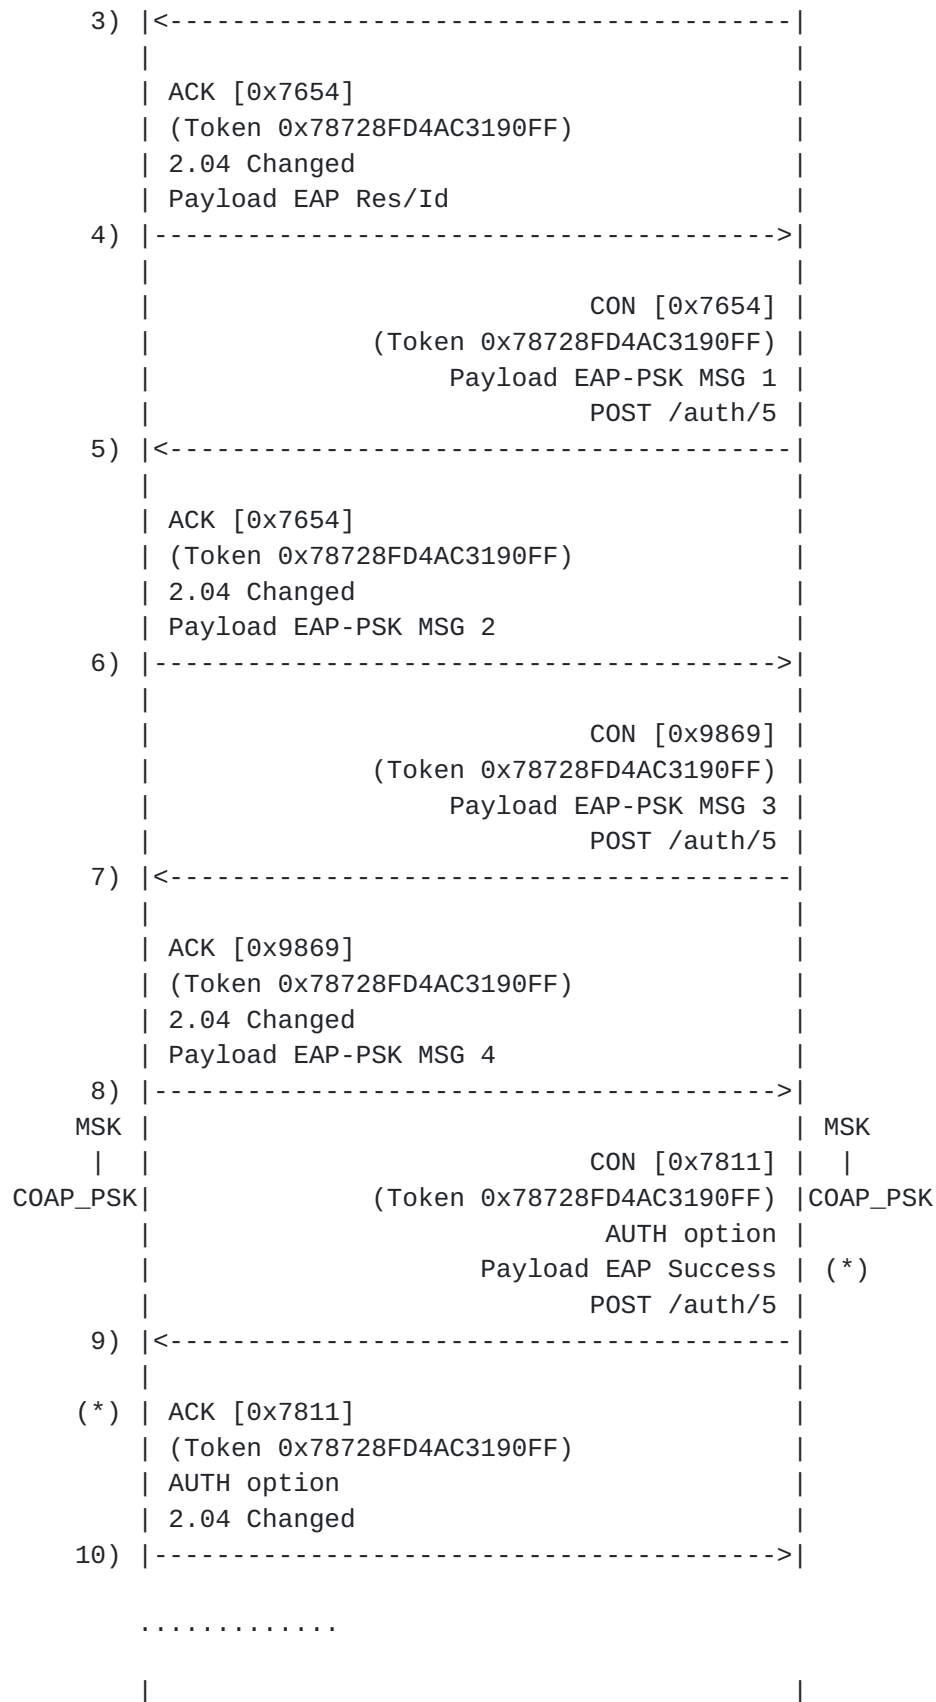 3) |<----------------------------------------|
| |
| ACK [0x7654] |
| (Token 0x78728FD4AC3190FF) |
| 2.04 Changed |
| Payload EAP Res/Id |
4) |---------------------------------------->|
| |
| CON [0x7654] |
| (Token 0x78728FD4AC3190FF) |
| Payload EAP-PSK MSG 1 |
| POST /auth/5 |
5) |<----------------------------------------|
| |
| ACK [0x7654] |
| (Token 0x78728FD4AC3190FF) |
| 2.04 Changed |
| Payload EAP-PSK MSG 2 |
6) |---------------------------------------->|
| |
| CON [0x9869] |
| (Token 0x78728FD4AC3190FF) |
| Payload EAP-PSK MSG 3 |
| POST /auth/5 |
7) |<----------------------------------------|
| |
| ACK [0x9869] |
| (Token 0x78728FD4AC3190FF) |
| 2.04 Changed |
| Payload EAP-PSK MSG 4 |
8) |---------------------------------------->|
MSK | | MSK
| | CON [0x7811] | |
COAP_PSK| (Token 0x78728FD4AC3190FF) |COAP_PSK
| AUTH option |
| Payload EAP Success | (*)
| POST /auth/5 |
9) |<----------------------------------------|
| |
(*) | ACK [0x7811] |
| (Token 0x78728FD4AC3190FF) |
| AUTH option |
| 2.04 Changed |
10) |---------------------------------------->|
.............
| |